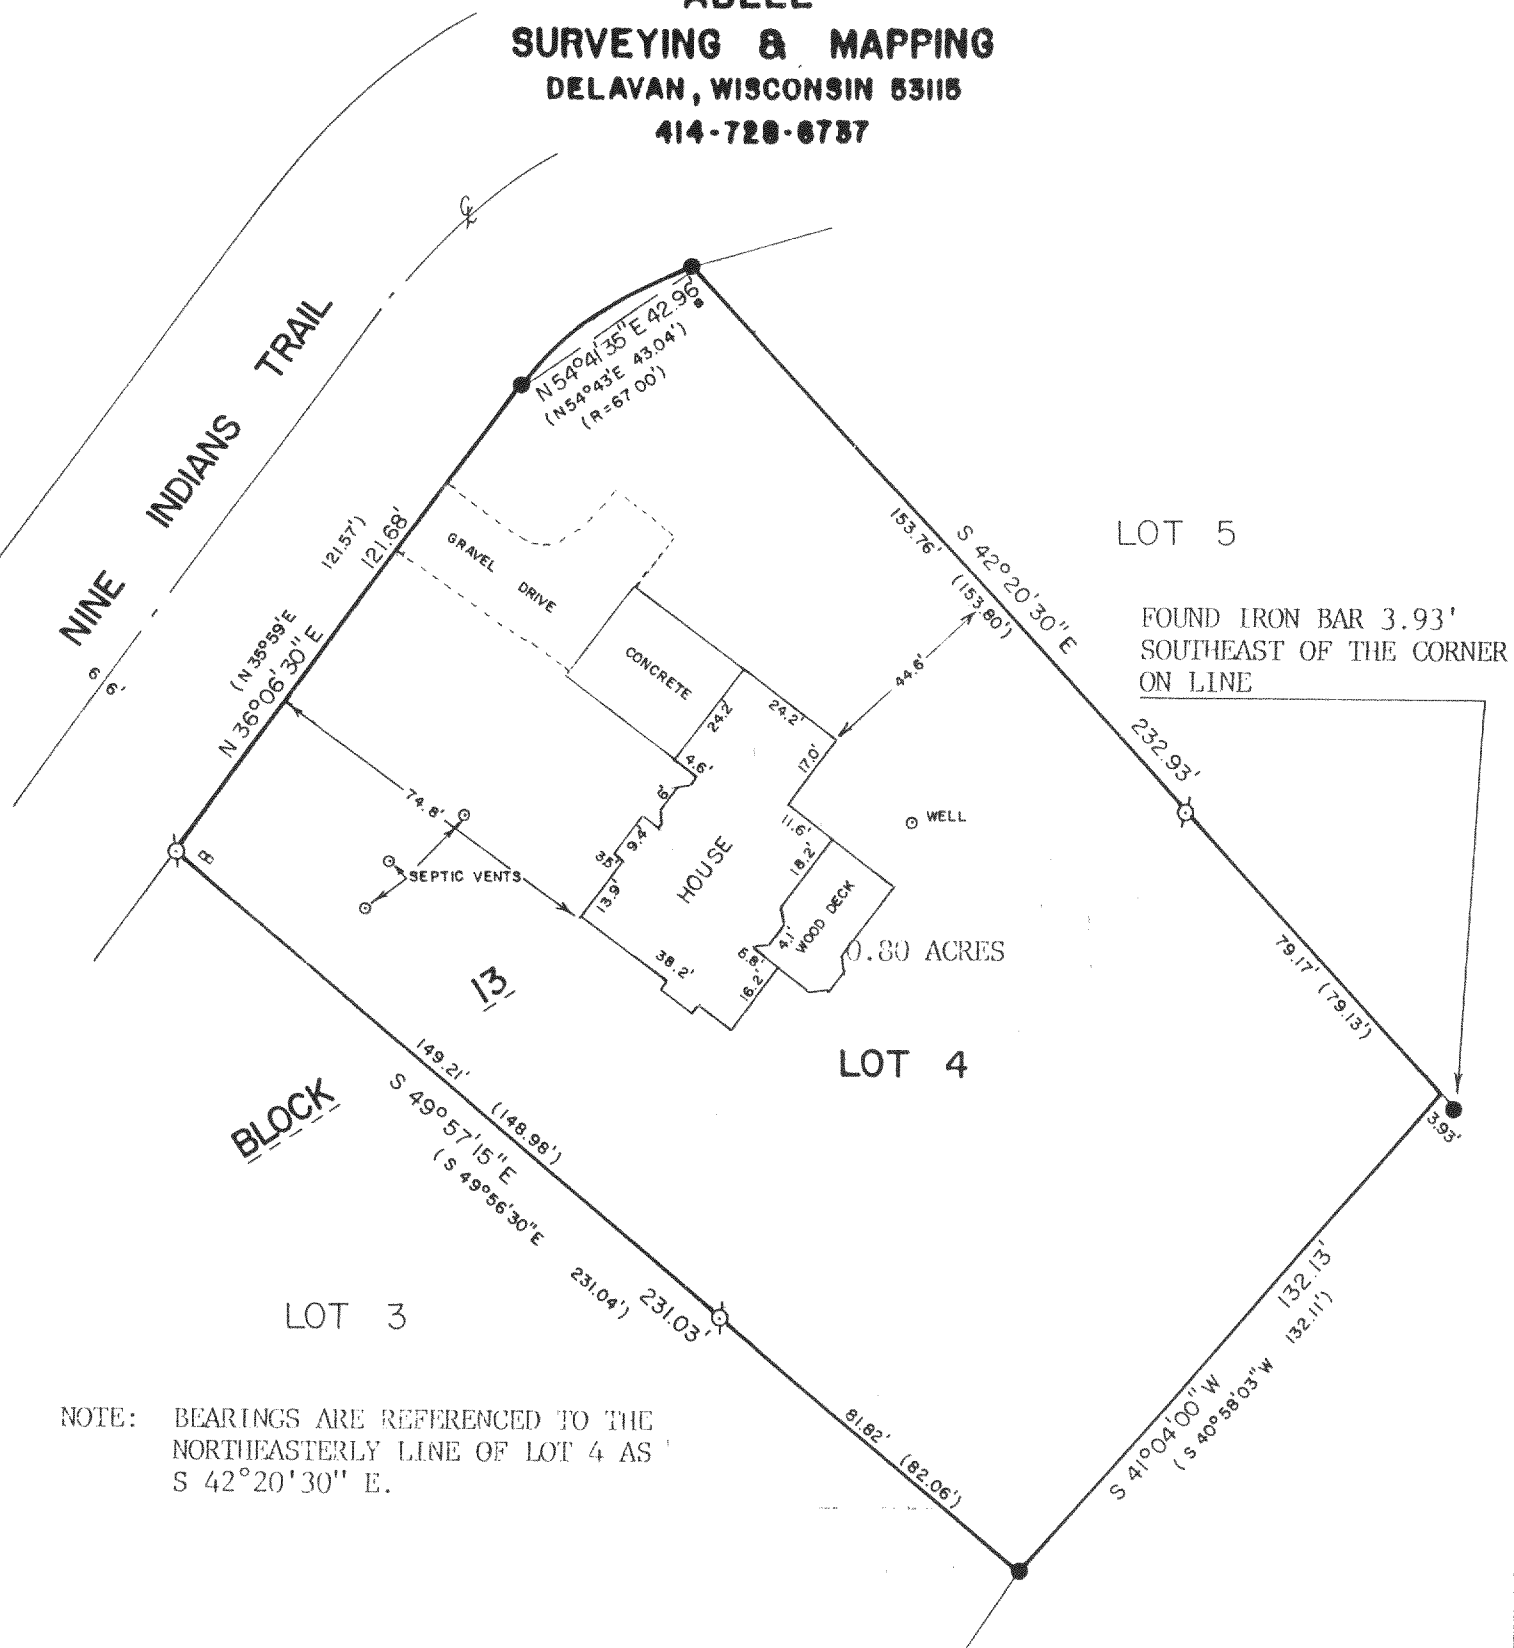 SURVEYING & MAPPING
DELAVAN, WISCONSIN 53115
414-728-6737
NINE INDIANS TRAIL
66'
N 54°41'35" E 42.96'
(N54°43'E 43.04')
(R=67.00')
121.57')
121.68'
(N 35°59'E
N 36°06'30" E
GRAVEL DRIVE
CONCRETE
153.76'
(153.80')
S 42°20'30" E
232.93'
44.6'
LOT 5
FOUND IRON BAR 3.93'
SOUTHEAST OF THE CORNER
ON LINE
24.2'
24.2'
17.0'
4.6'
6'
9.4'
13.9'
74.8'
SEPTIC VENTS
HOUSE
11.6'
18.2'
WELL
WOOD DECK
4.1'
5.8'
16.2'
38.2'
0.80 ACRES
79.17' (79.13')
3.93'
BLOCK 13
LOT 4
149.21'
(148.98')
S 49°57'15" E
(S 49°56'30" E
231.04')
231.03'
LOT 3
81.82' (82.06')
132.13'
132.11')
S 41°04'00" W
(S 40°58'03" W
NOTE: BEARINGS ARE REFERENCED TO THE
NORTHEASTERLY LINE OF LOT 4 AS
S 42°20'30" E.